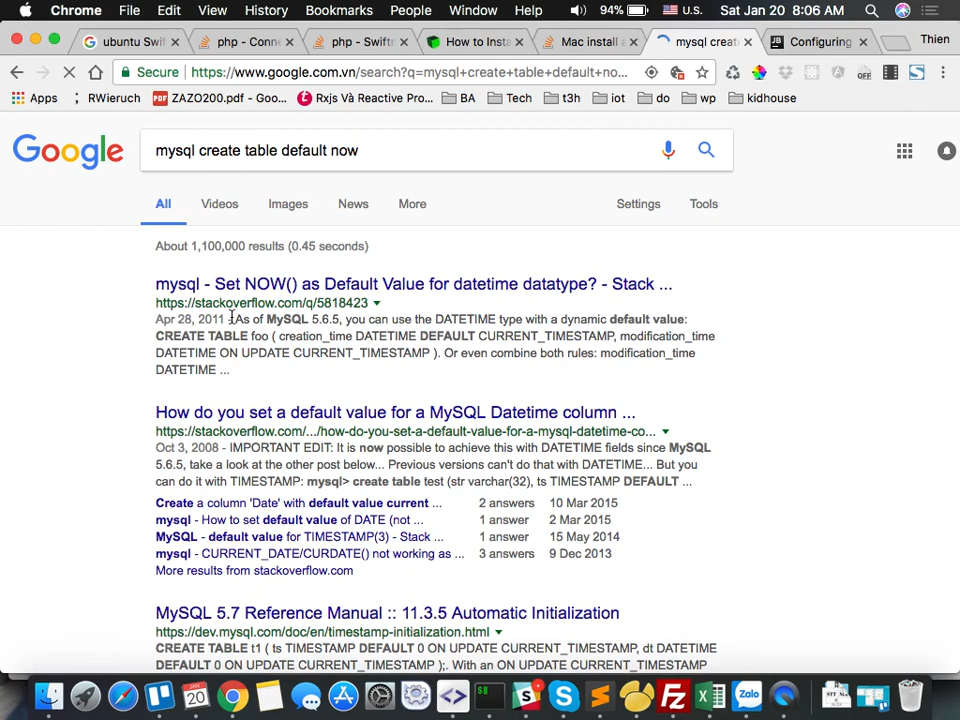 Chrome File Edit View History Bookmarks People Window Help 94% U.S. Sat Jan 20 8:06 AM
ubuntu Swif php - Conne php - Swiftm How to Insta Mac install a mysql creat Configuring Thien
Secure https://www.google.com.vn/search?q=mysql+create+table+default+no...
Apps RWieruch ZAZO200.pdf - Goo... Rxjs Và Reactive Pro... BA Tech t3h iot do wp kidhouse
Google mysql create table default now
All Videos Images News More Settings Tools
About 1,100,000 results (0.45 seconds)
mysql - Set NOW() as Default Value for datetime datatype? - Stack ...
https://stackoverflow.com/q/5818423
Apr 28, 2011 - As of MySQL 5.6.5, you can use the DATETIME type with a dynamic default value:
CREATE TABLE foo ( creation_time DATETIME DEFAULT CURRENT_TIMESTAMP, modification_time
DATETIME ON UPDATE CURRENT_TIMESTAMP ). Or even combine both rules: modification_time
DATETIME ...
How do you set a default value for a MySQL Datetime column ...
https://stackoverflow.com/.../how-do-you-set-a-default-value-for-a-mysql-datetime-co...
Oct 3, 2008 - IMPORTANT EDIT: It is now possible to achieve this with DATETIME fields since MySQL
5.6.5, take a look at the other post below... Previous versions can't do that with DATETIME... But you
can do it with TIMESTAMP: mysql> create table test (str varchar(32), ts TIMESTAMP DEFAULT ...
Create a column 'Date' with default value current ... 2 answers 10 Mar 2015
mysql - How to set default value of DATE (not ... 1 answer 2 Mar 2015
MySQL - default value for TIMESTAMP(3) - Stack ... 1 answer 15 May 2014
mysql - CURRENT_DATE/CURDATE() not working as ... 3 answers 9 Dec 2013
More results from stackoverflow.com
MySQL 5.7 Reference Manual :: 11.3.5 Automatic Initialization
https://dev.mysql.com/doc/en/timestamp-initialization.html
CREATE TABLE t1 ( ts TIMESTAMP DEFAULT 0 ON UPDATE CURRENT_TIMESTAMP, dt DATETIME
DEFAULT 0 ON UPDATE CURRENT_TIMESTAMP );. With an ON UPDATE CURRENT_TIMESTAMP